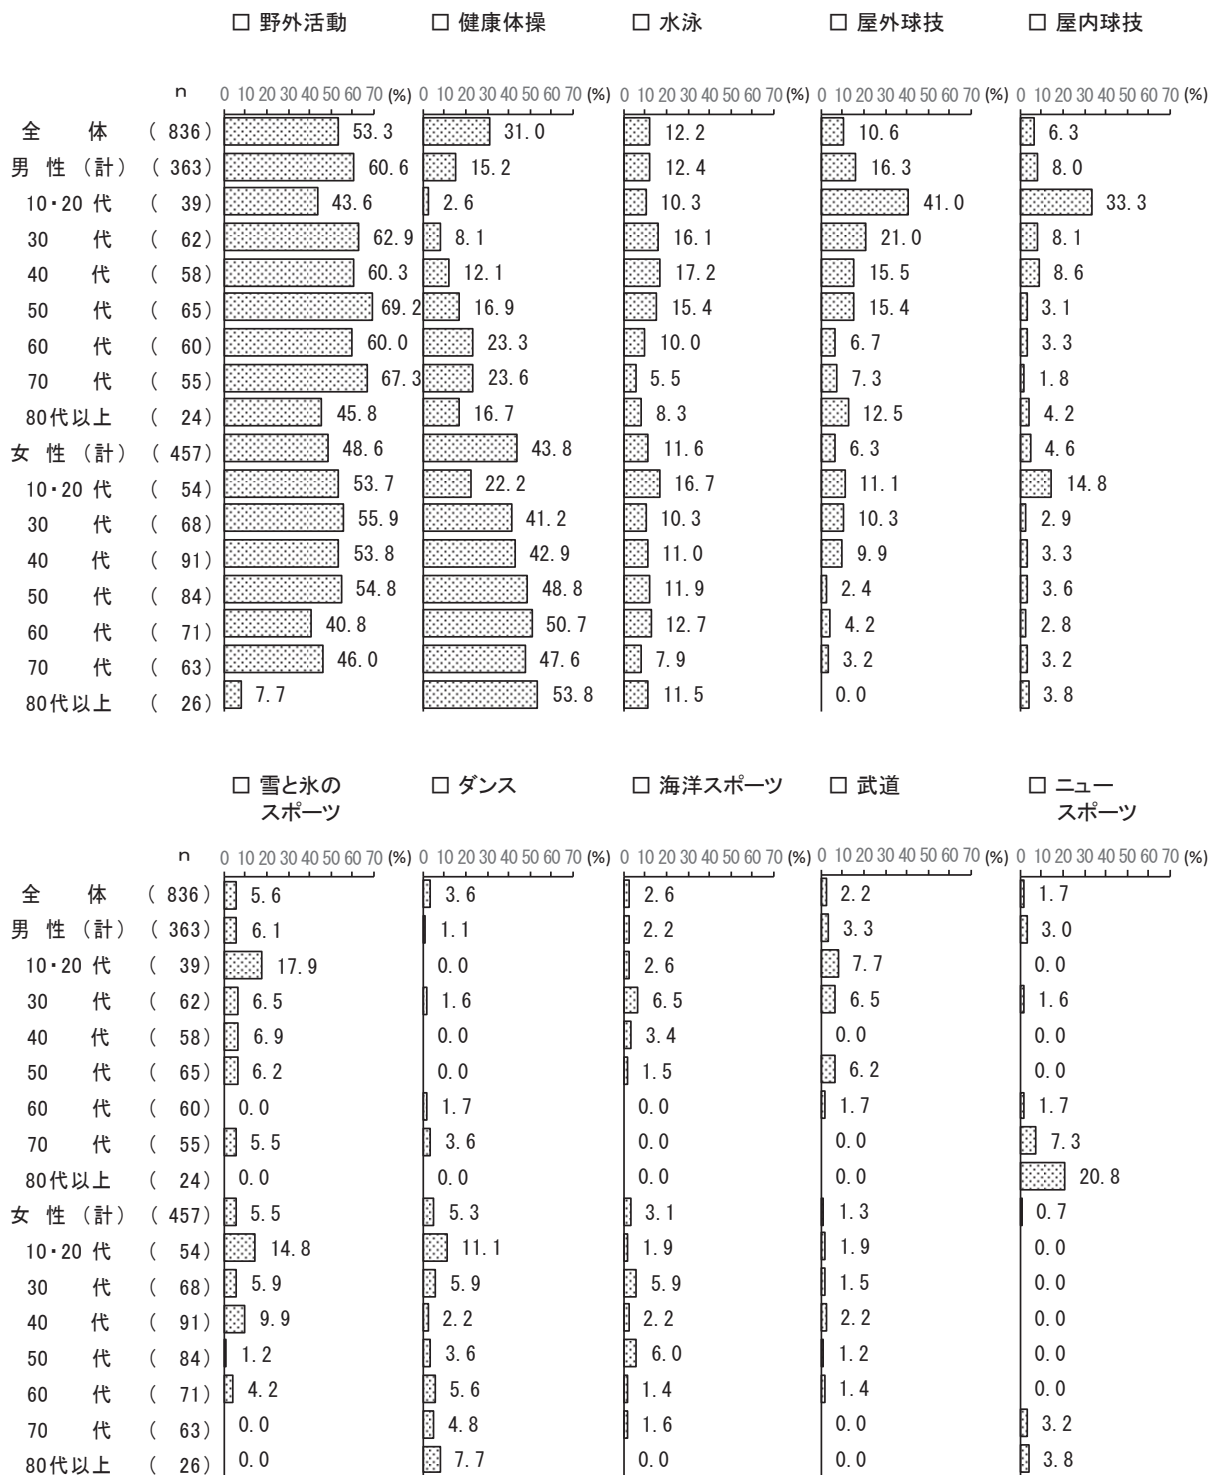 □ 野外活動 □ 健康体操 □ 水泳 □ 屋外球技 □ 屋内球技
n 0 10 20 30 40 50 60 70 (%) 0 10 20 30 40 50 60 70 (%) 0 10 20 30 40 50 60 70 (%) 0 10 20 30 40 50 60 70 (%) 0 10 20 30 40 50 60 70 (%)
全 体 ( 836) 53.3 31.0 12.2 10.6 6.3
男 性 (計) ( 363) 60.6 15.2 12.4 16.3 8.0
10・20 代 ( 39) 43.6 2.6 10.3 41.0 33.3
30 代 ( 62) 62.9 8.1 16.1 21.0 8.1
40 代 ( 58) 60.3 12.1 17.2 15.5 8.6
50 代 ( 65) 69.2 16.9 15.4 15.4 3.1
60 代 ( 60) 60.0 23.3 10.0 6.7 3.3
70 代 ( 55) 67.3 23.6 5.5 7.3 1.8
80代以上 ( 24) 45.8 16.7 8.3 12.5 4.2
女 性 (計) ( 457) 48.6 43.8 11.6 6.3 4.6
10・20 代 ( 54) 53.7 22.2 16.7 11.1 14.8
30 代 ( 68) 55.9 41.2 10.3 10.3 2.9
40 代 ( 91) 53.8 42.9 11.0 9.9 3.3
50 代 ( 84) 54.8 48.8 11.9 2.4 3.6
60 代 ( 71) 40.8 50.7 12.7 4.2 2.8
70 代 ( 63) 46.0 47.6 7.9 3.2 3.2
80代以上 ( 26) 7.7 53.8 11.5 0.0 3.8
□ 雪と氷の □ ダンス □ 海洋スポーツ □ 武道 □ ニュー
スポーツ スポーツ
n 0 10 20 30 40 50 60 70 (%) 0 10 20 30 40 50 60 70 (%) 0 10 20 30 40 50 60 70 (%) 0 10 20 30 40 50 60 70 (%) 0 10 20 30 40 50 60 70 (%)
全 体 ( 836) 5.6 3.6 2.6 2.2 1.7
男 性 (計) ( 363) 6.1 1.1 2.2 3.3 3.0
10・20 代 ( 39) 17.9 0.0 2.6 7.7 0.0
30 代 ( 62) 6.5 1.6 6.5 6.5 1.6
40 代 ( 58) 6.9 0.0 3.4 0.0 0.0
50 代 ( 65) 6.2 0.0 1.5 6.2 0.0
60 代 ( 60) 0.0 1.7 0.0 1.7 1.7
70 代 ( 55) 5.5 3.6 0.0 0.0 7.3
80代以上 ( 24) 0.0 0.0 0.0 0.0 20.8
女 性 (計) ( 457) 5.5 5.3 3.1 1.3 0.7
10・20 代 ( 54) 14.8 11.1 1.9 1.9 0.0
30 代 ( 68) 5.9 5.9 5.9 1.5 0.0
40 代 ( 91) 9.9 2.2 2.2 2.2 0.0
50 代 ( 84) 1.2 3.6 6.0 1.2 0.0
60 代 ( 71) 4.2 5.6 1.4 1.4 0.0
70 代 ( 63) 0.0 4.8 1.6 0.0 3.2
80代以上 ( 26) 0.0 7.7 0.0 0.0 3.8